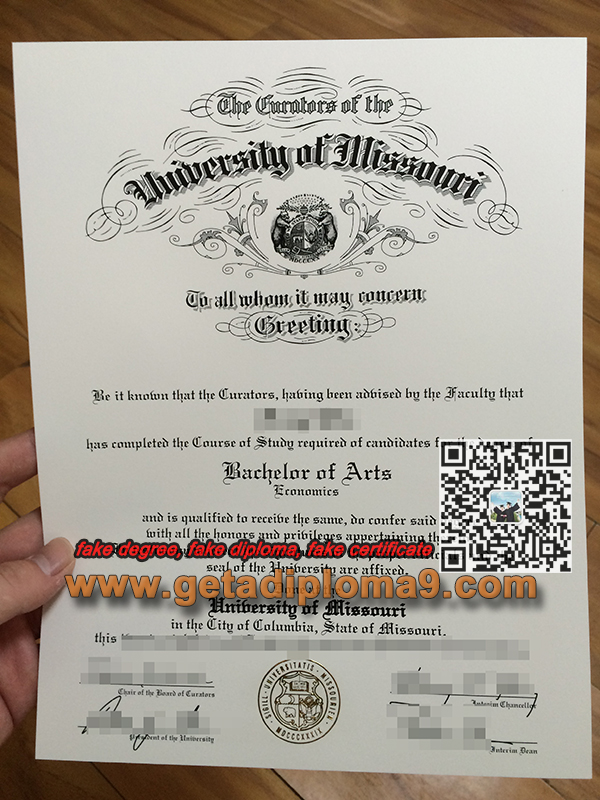 The Curators of the
University of Missouri
MDCCCXX
To all whom it may concern
Greeting:
Be it known that the Curators, having been advised by the Faculty that
has completed the Course of Study required of candidates
Bachelor of Arts
Economics
and is qualified to receive the same, do confer said
with all the honors and privileges appertaining
fake degree, fake diploma, fake certificate
seal of the University are affixed.
www.getadiploma9.com
University of Missouri
in the City of Columbia, State of Missouri,
this
Chair of the Board of Curators
Interim Chancellor
President of the University
Interim Dean
SIGILL·UNIVERSITATIS·MISSOURIEN
MDCCCXXXIX